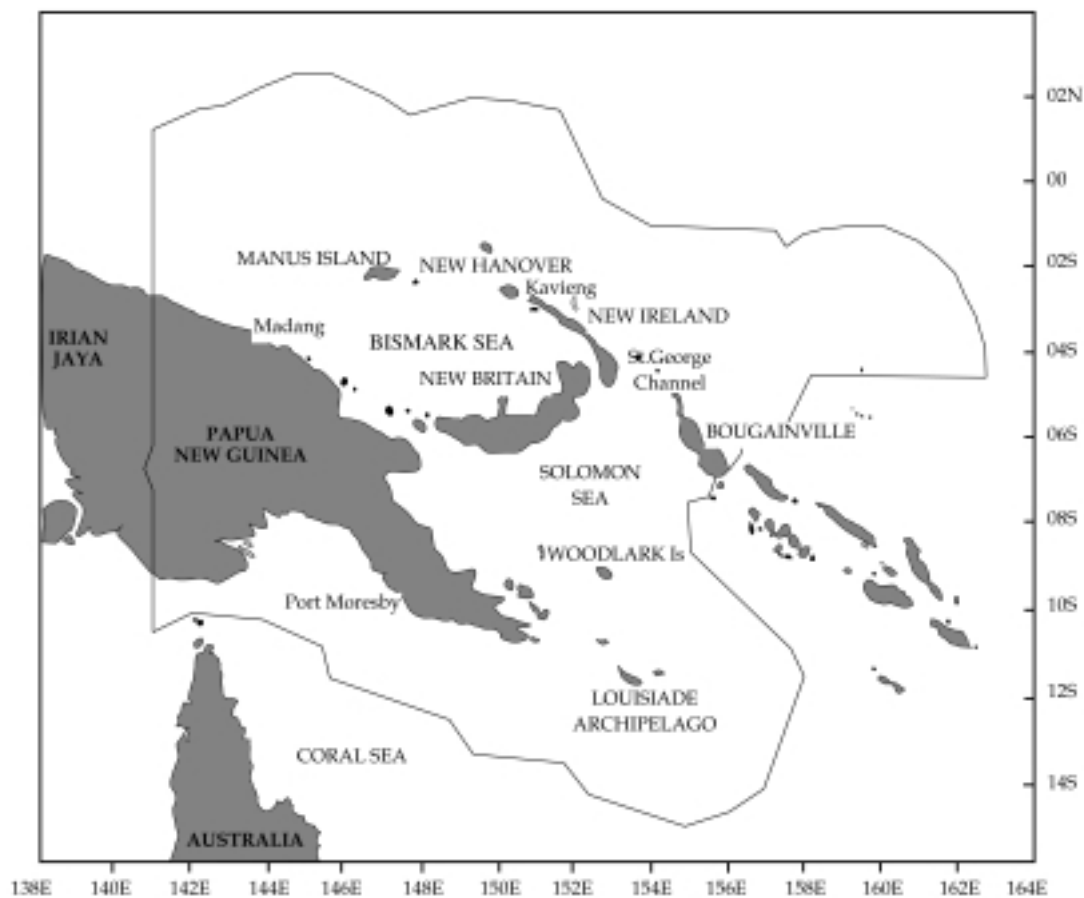 02N
00
MANUS ISLAND
NEW HANOVER
02S
Kavieng
NEW IRELAND
Madang
IRIAN
JAYA
BISMARK SEA
St.George
Channel
04S
NEW BRITAIN
PAPUA
NEW GUINEA
BOUGAINVILLE
06S
SOLOMON
SEA
08S
WOODLARK Is
Port Moresby
10S
LOUISIADE
ARCHIPELAGO
12S
CORAL SEA
14S
AUSTRALIA
138E 140E 142E 144E 146E 148E 150E 152E 154E 156E 158E 160E 162E 164E